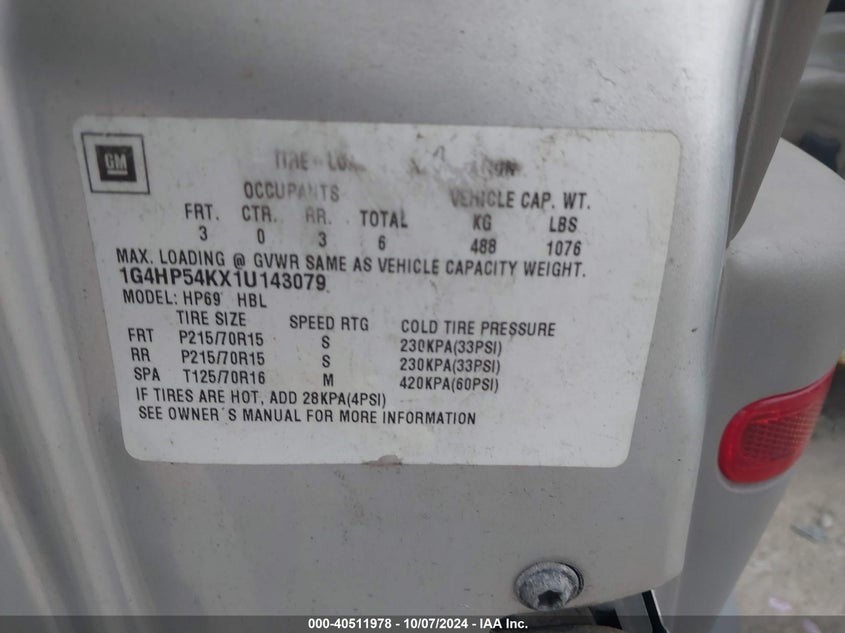 GM
OCCUPANTS VEHICLE CAP. WT.
FRT. CTR. RR. TOTAL KG LBS
3 0 3 6 488 1076
MAX. LOADING @ GVWR SAME AS VEHICLE CAPACITY WEIGHT.
1G4HP54KX1U143079
MODEL: HP69 HBL
TIRE SIZE SPEED RTG COLD TIRE PRESSURE
FRT P215/70R15 S 230KPA(33PSI)
RR P215/70R15 S 230KPA(33PSI)
SPA T125/70R16 M 420KPA(60PSI)
IF TIRES ARE HOT, ADD 28KPA(4PSI)
SEE OWNER'S MANUAL FOR MORE INFORMATION
000-40511978 - 10/07/2024 - IAA Inc.